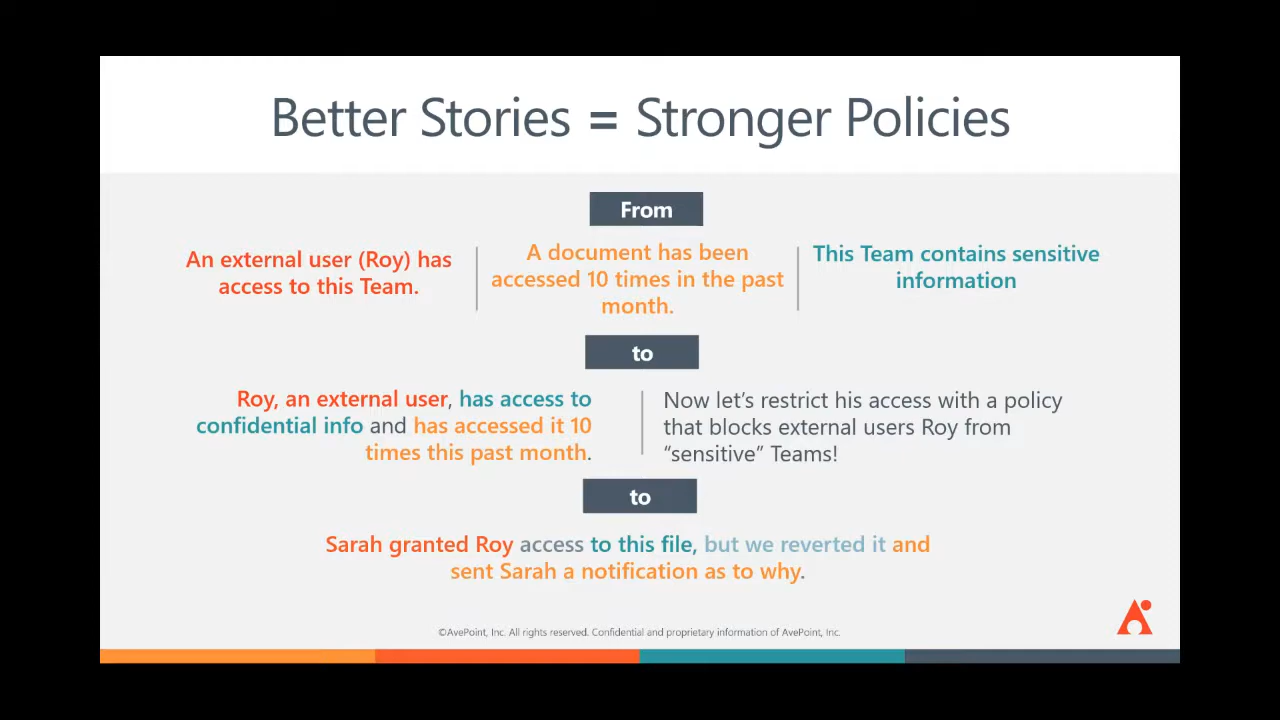 Better Stories = Stronger Policies
From
An external user (Roy) has
access to this Team.
A document has been
accessed 10 times in the past
month.
This Team contains sensitive
information
to
Roy, an external user, has access to
confidential info and has accessed it 10
times this past month.
Now let’s restrict his access with a policy
that blocks external users Roy from
“sensitive” Teams!
to
Sarah granted Roy access to this file, but we reverted it and
sent Sarah a notification as to why.
©AvePoint, Inc. All rights reserved. Confidential and proprietary information of AvePoint, Inc.